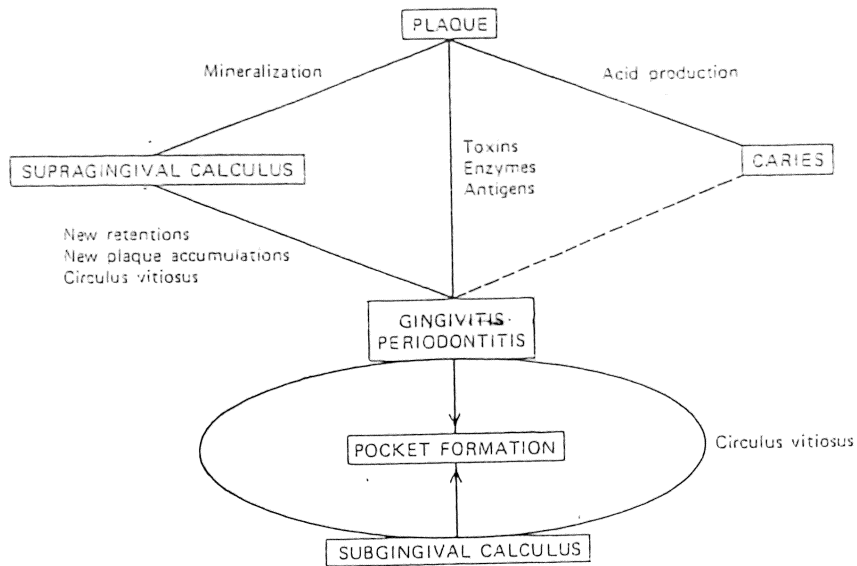 PLAQUE
Mineralization
Acid production
SUPRAGINGIVAL CALCULUS
Toxins
Enzymes
Antigens
CARIES
New retentions
New plaque accumulations
Circulus vitiosus
GINGIVITIS
PERIODONTITIS
POCKET FORMATION
Circulus vitiosus
SUBGINGIVAL CALCULUS